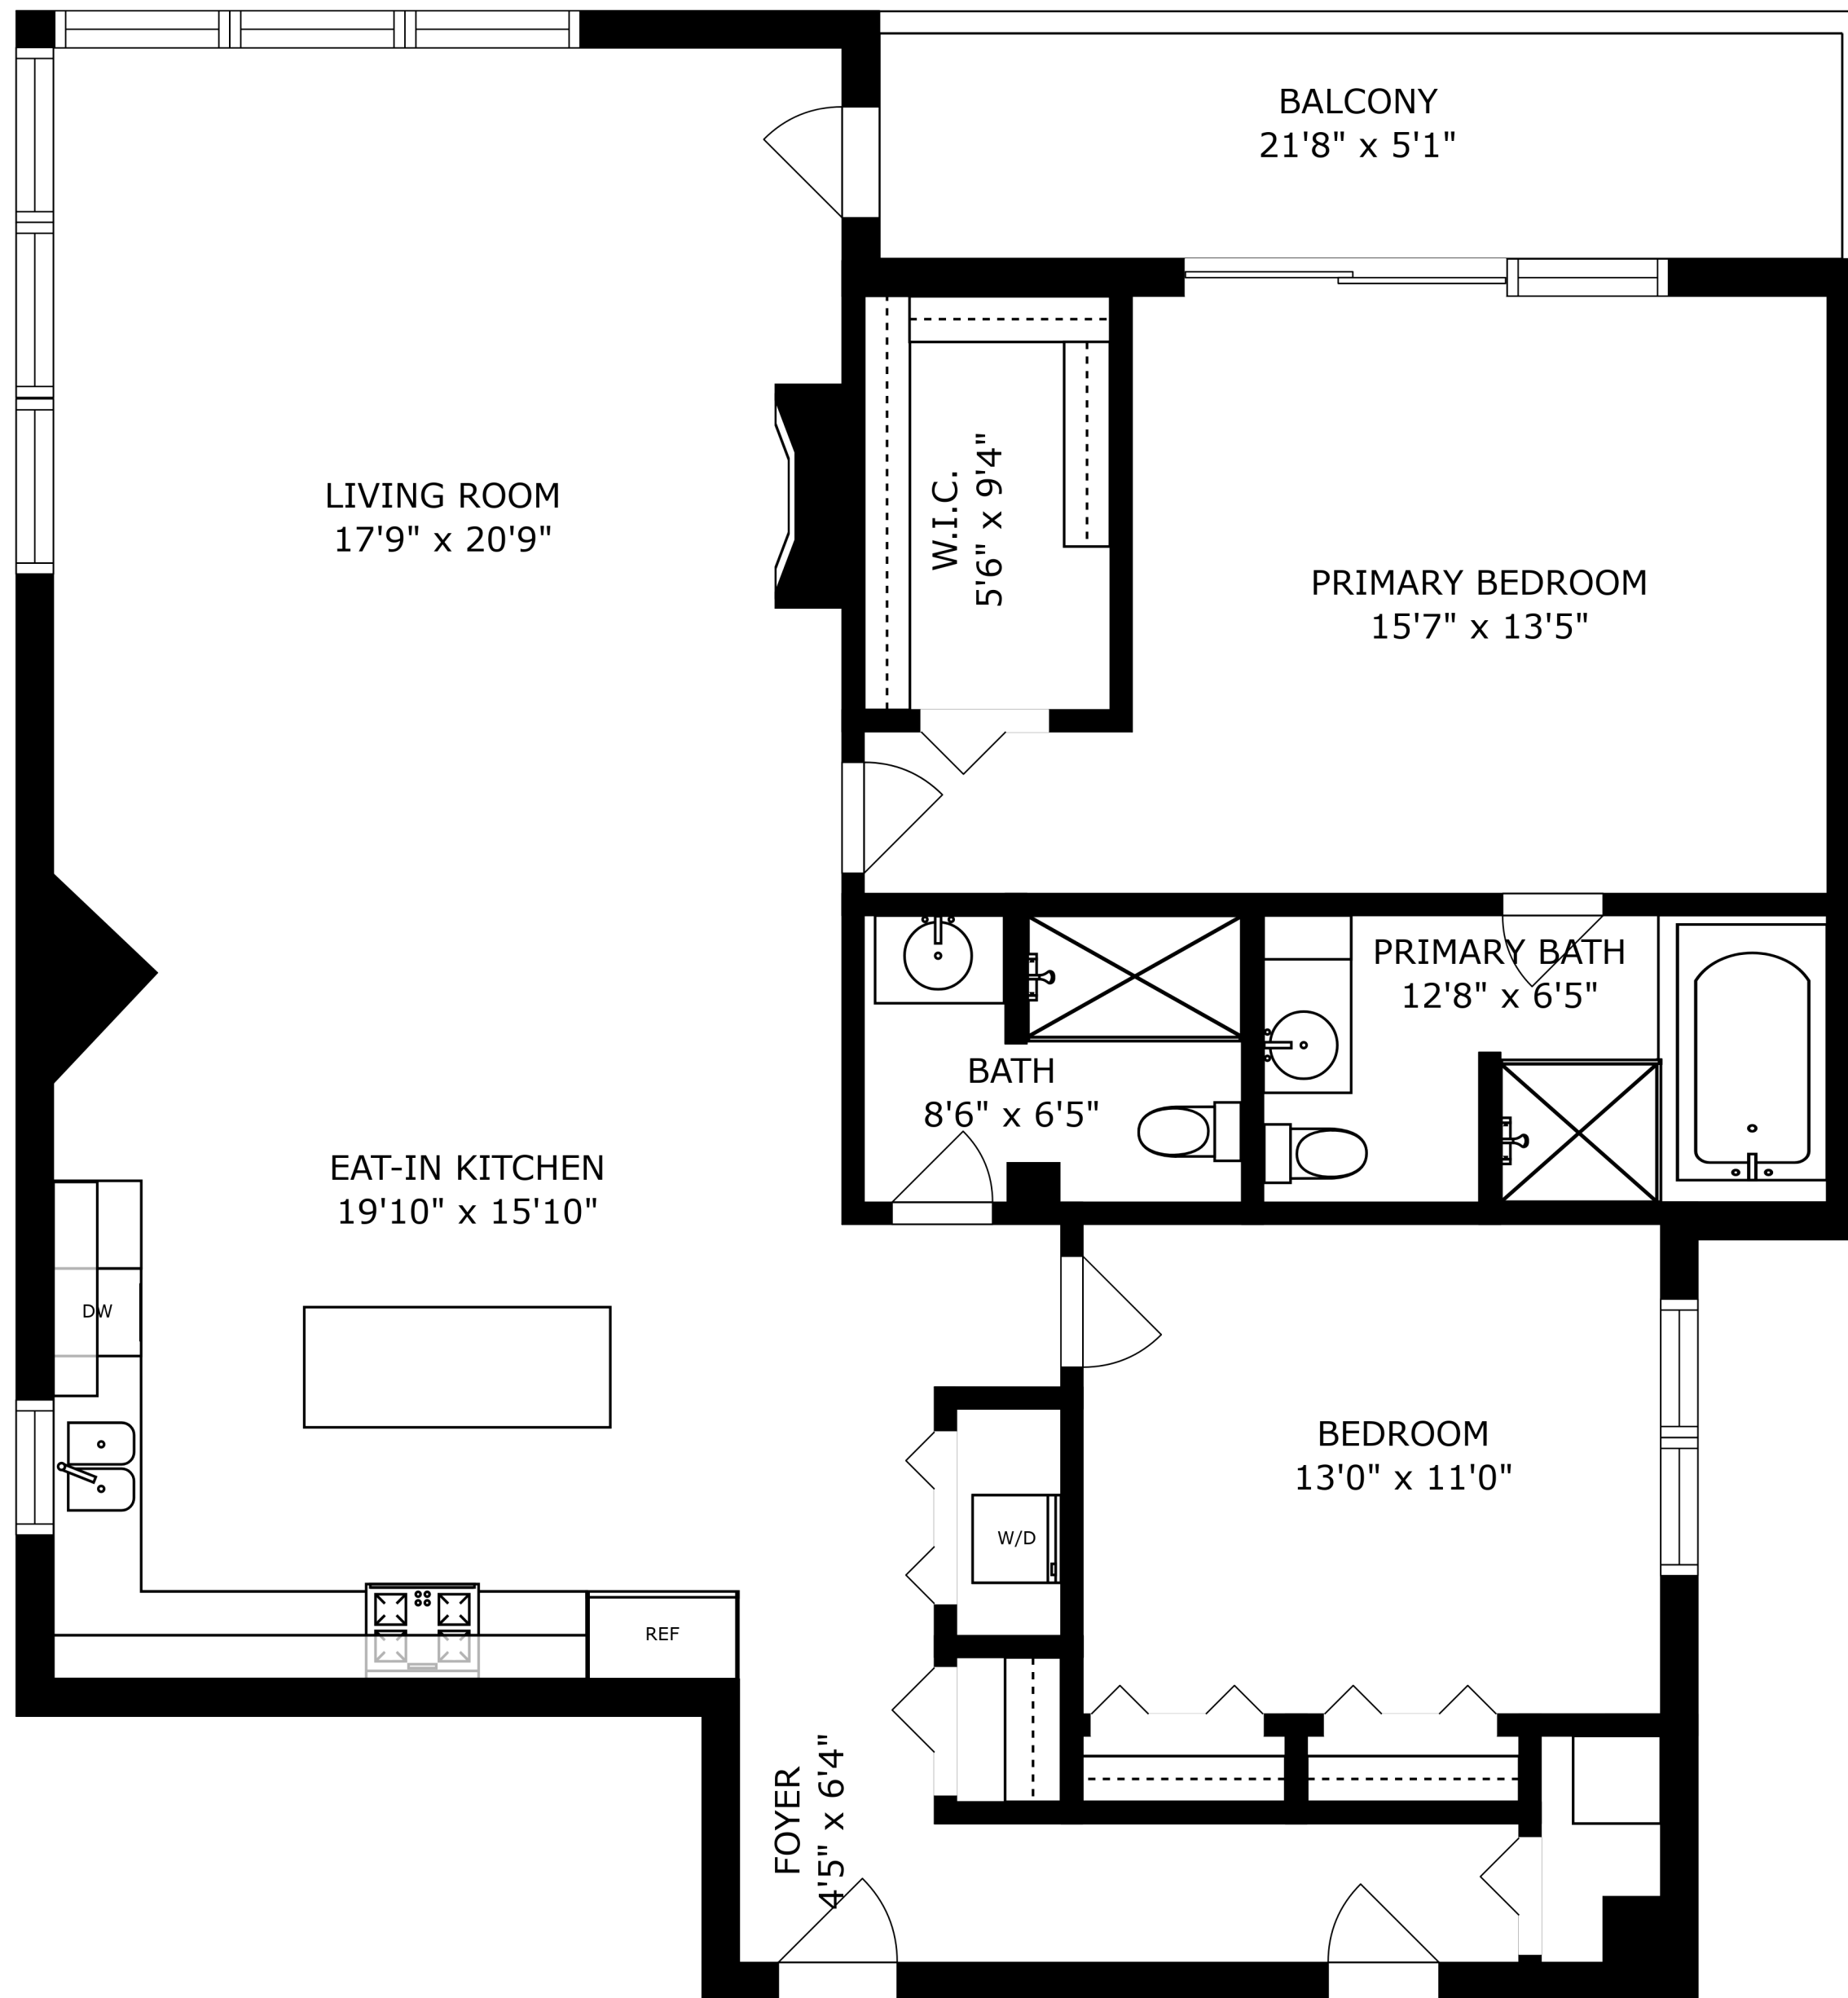 BALCONY
21'8" x 5'1"
LIVING ROOM
17'9" x 20'9"
W.I.C.
5'6" x 9'4"
PRIMARY BEDROOM
15'7" x 13'5"
PRIMARY BATH
12'8" x 6'5"
BATH
8'6" x 6'5"
EAT-IN KITCHEN
19'10" x 15'10"
DW
BEDROOM
13'0" x 11'0"
W/D
REF
FOYER
4'5" x 6'4"